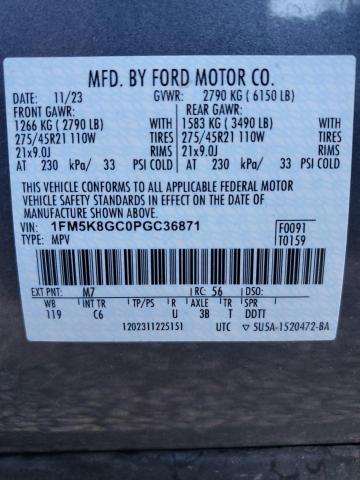 MFD. BY FORD MOTOR CO.
DATE: 11/23 GVWR: 2790 KG ( 6150 LB)
FRONT GAWR: REAR GAWR:
1266 KG ( 2790 LB) 1583 KG ( 3490 LB)
275/45R21 110W TIRES 275/45R21 110W TIRES
21x9.0J RIMS 21x9.0J RIMS
AT 230 kPa/ 33 PSI COLD AT 230 kPa/ 33 PSI COLD
THIS VEHICLE CONFORMS TO ALL APPLICABLE FEDERAL MOTOR
VEHICLE SAFETY AND THEFT PREVENTION STANDARDS IN EFFECT ON THE DATE OF
MANUFACTURE SHOWN ABOVE.
VIN: 1FM5K8GC0PGC36871 F0091
TYPE: MPV T0159
EXT PNT: M7 RC: 56 DSO:
WB INT TR TP/PS R AXLE TR SPR
119 C6 U 3B T DDTT
1202311225151 UTC ▽ 5U5A-1520472-BA